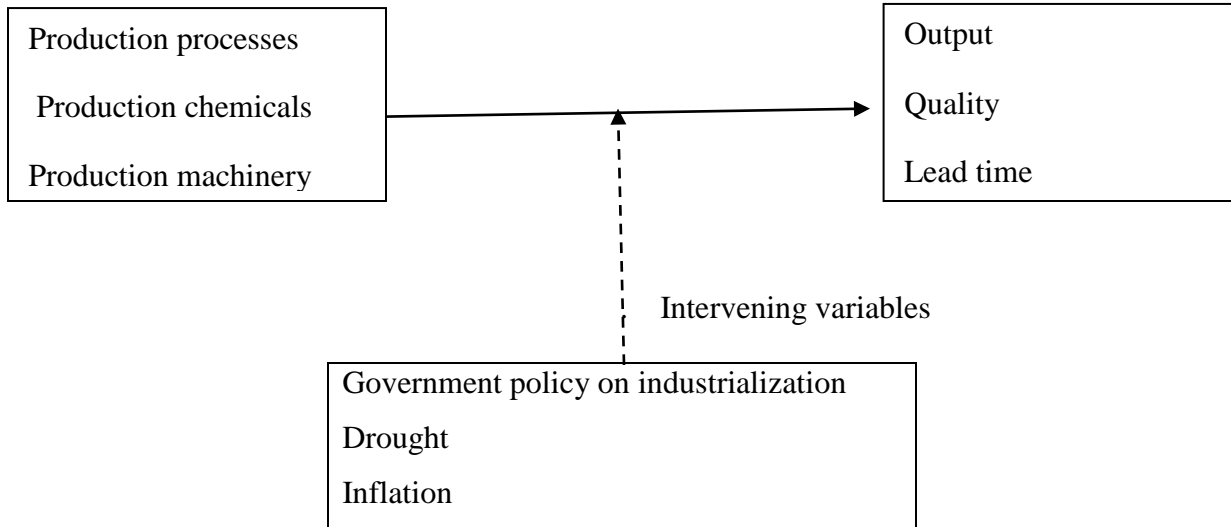 Production processes
Production chemicals
Production machinery
Output
Quality
Lead time
Intervening variables
Government policy on industrialization
Drought
Inflation